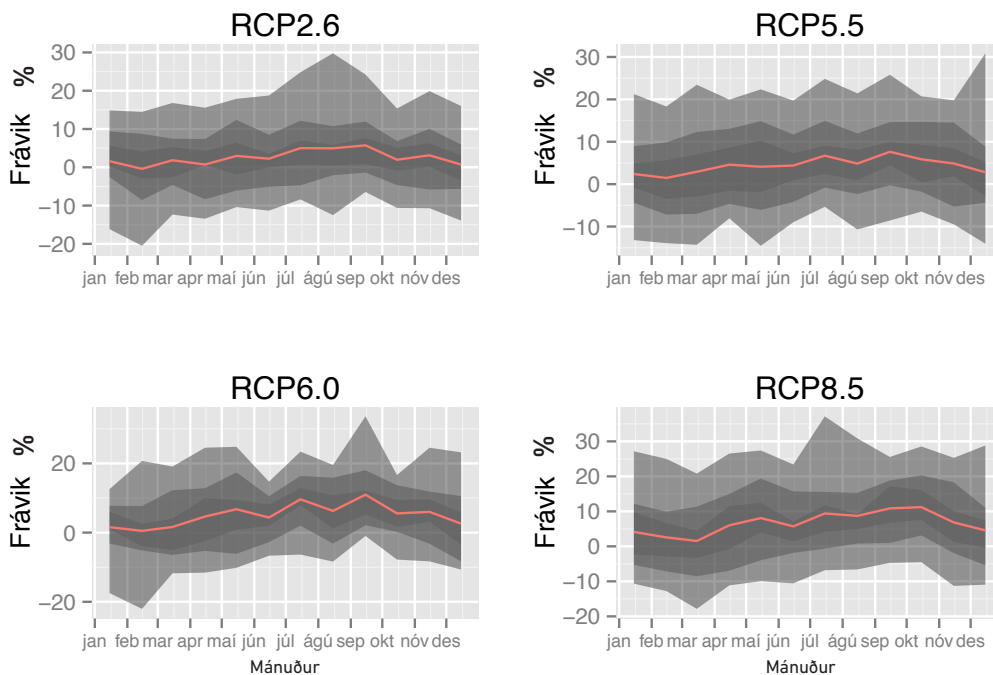 RCP2.6
Frávik %
30
20
10
0
−10
−20
jan feb mar apr maí jún júl ágú sep okt nóv des
RCP5.5
Frávik %
30
20
10
0
−10
jan feb mar apr maí jún júl ágú sep okt nóv des
RCP6.0
Frávik %
20
0
−20
jan feb mar apr maí jún júl ágú sep okt nóv des
Mánuður
RCP8.5
Frávik %
30
20
10
0
−10
−20
jan feb mar apr maí jún júl ágú sep okt nóv des
Mánuður